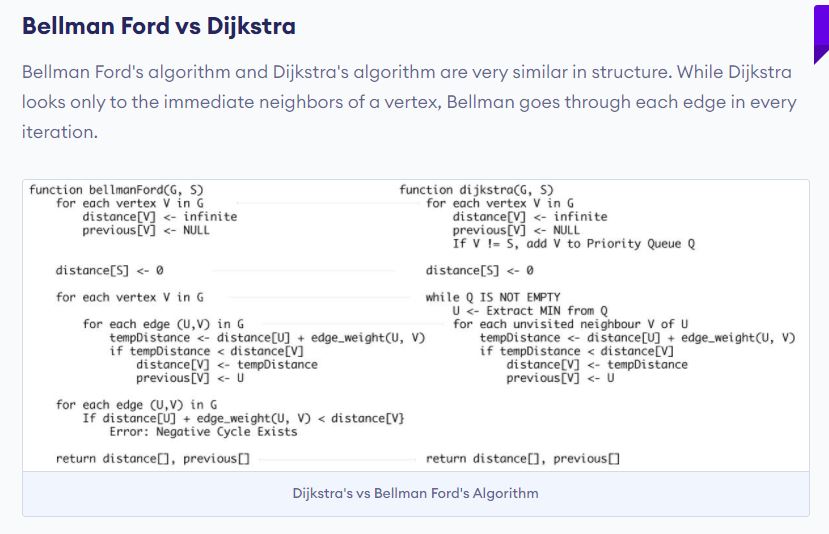 Bellman Ford vs Dijkstra
Bellman Ford's algorithm and Dijkstra's algorithm are very similar in structure. While Dijkstra
looks only to the immediate neighbors of a vertex, Bellman goes through each edge in every
iteration.
function bellmanFord(G, S)
    for each vertex V in G
        distance[V] <- infinite
        previous[V] <- NULL
    distance[S] <- 0
    for each vertex V in G
        for each edge (U,V) in G
            tempDistance <- distance[U] + edge_weight(U, V)
            if tempDistance < distance[V]
                distance[V] <- tempDistance
                previous[V] <- U
    for each edge (U,V) in G
        If distance[U] + edge_weight(U, V) < distance[V}
            Error: Negative Cycle Exists
    return distance[], previous[]
function dijkstra(G, S)
    for each vertex V in G
        distance[V] <- infinite
        previous[V] <- NULL
        If V != S, add V to Priority Queue Q
    distance[S] <- 0
    while Q IS NOT EMPTY
        U <- Extract MIN from Q
        for each unvisited neighbour V of U
            tempDistance <- distance[U] + edge_weight(U, V)
            if tempDistance < distance[V]
                distance[V] <- tempDistance
                previous[V] <- U
    return distance[], previous[]
Dijkstra's vs Bellman Ford's Algorithm